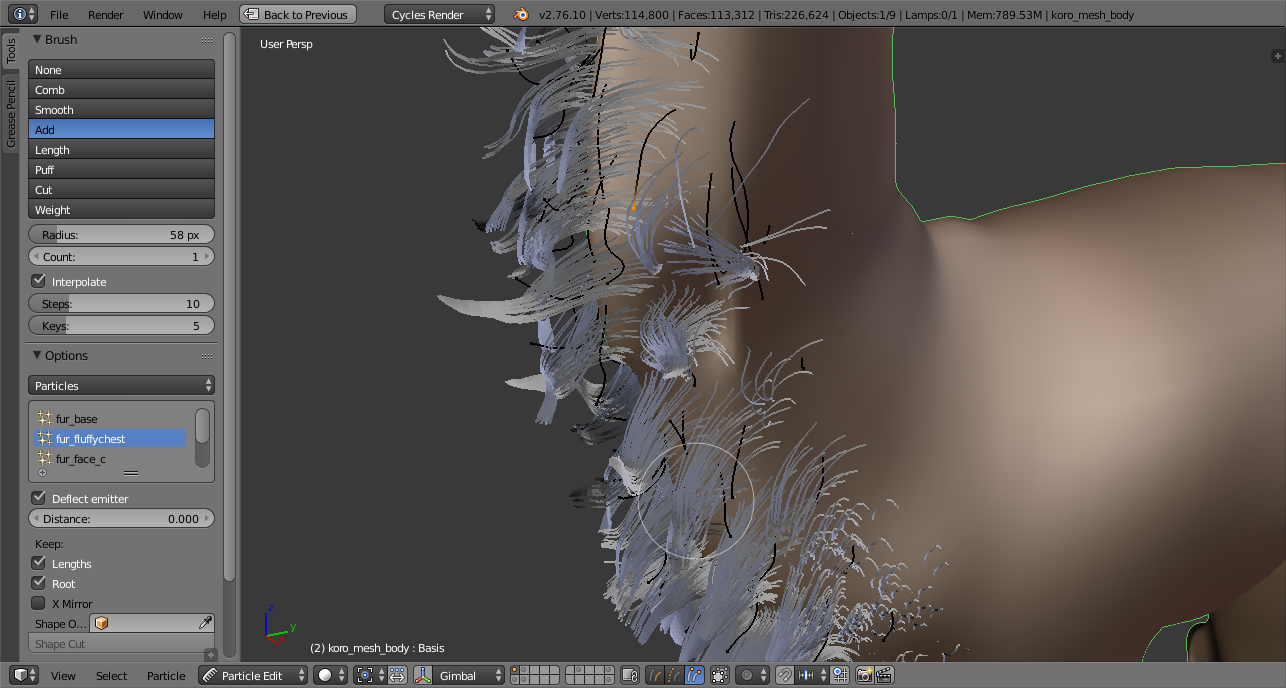 File Render Window Help Back to Previous Cycles Render v2.76.10 | Verts:114,800 | Faces:113,312 | Tris:226,624 | Objects:1/9 | Lamps:0/1 | Mem:789.53M | koro_mesh_body
Tools
Grease Pencil
Brush
None
Comb
Smooth
Add
Length
Puff
Cut
Weight
Radius: 58 px
Count: 1
Interpolate
Steps: 10
Keys: 5
Options
Particles
fur_base
fur_fluffychest
fur_face_c
Deflect emitter
Distance: 0.000
Keep:
Lengths
Root
X Mirror
Shape O...
Shape Cut
User Persp
z
y
(2) koro_mesh_body : Basis
View Select Particle Particle Edit Gimbal